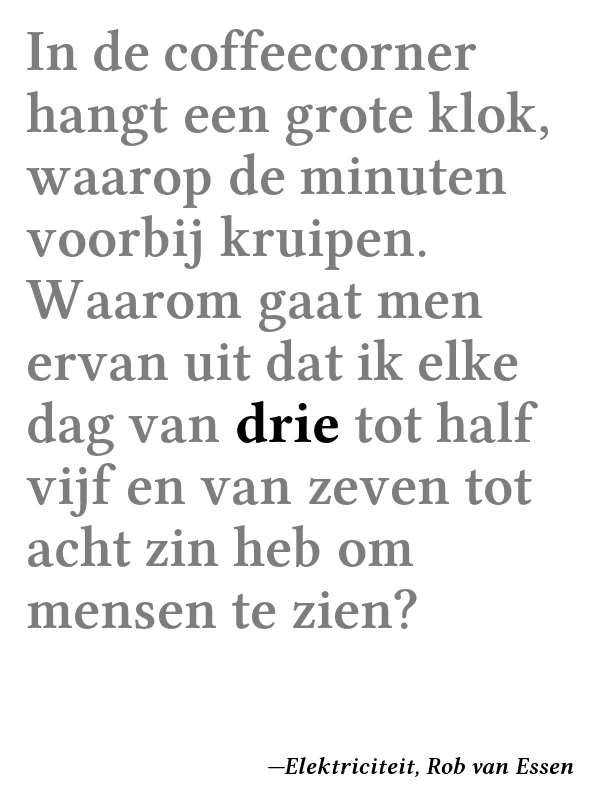 In de coffeecorner
hangt een grote klok,
waarop de minuten
voorbij kruipen.
Waarom gaat men
ervan uit dat ik elke
dag van drie tot half
vijf en van zeven tot
acht zin heb om
mensen te zien?
—Elektriciteit, Rob van Essen